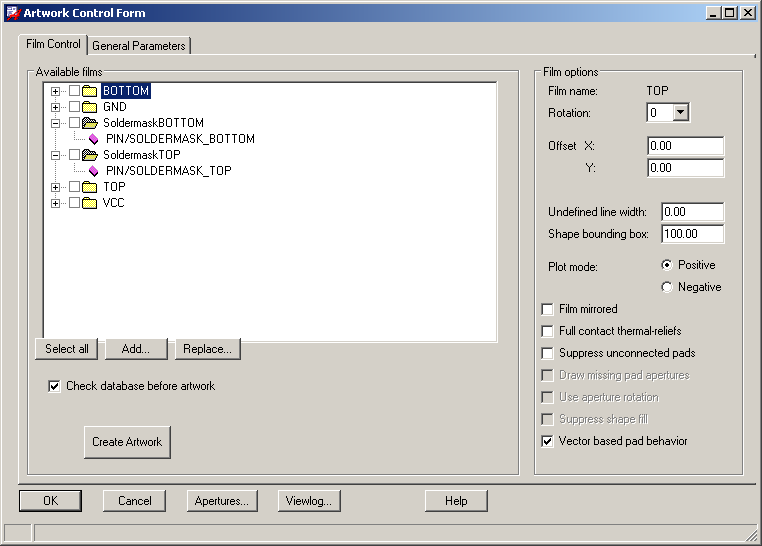 Artwork Control Form
Film Control
General Parameters
Available films
BOTTOM
GND
SoldermaskBOTTOM
PIN/SOLDERMASK_BOTTOM
SoldermaskTOP
PIN/SOLDERMASK_TOP
TOP
VCC
Select all
Add...
Replace...
Check database before artwork
Create Artwork
Film options
Film name: TOP
Rotation: 0
Offset X: 0.00
Y: 0.00
Undefined line width: 0.00
Shape bounding box: 100.00
Plot mode: Positive
Negative
Film mirrored
Full contact thermal-reliefs
Suppress unconnected pads
Draw missing pad apertures
Use aperture rotation
Suppress shape fill
Vector based pad behavior
OK
Cancel
Apertures...
Viewlog...
Help